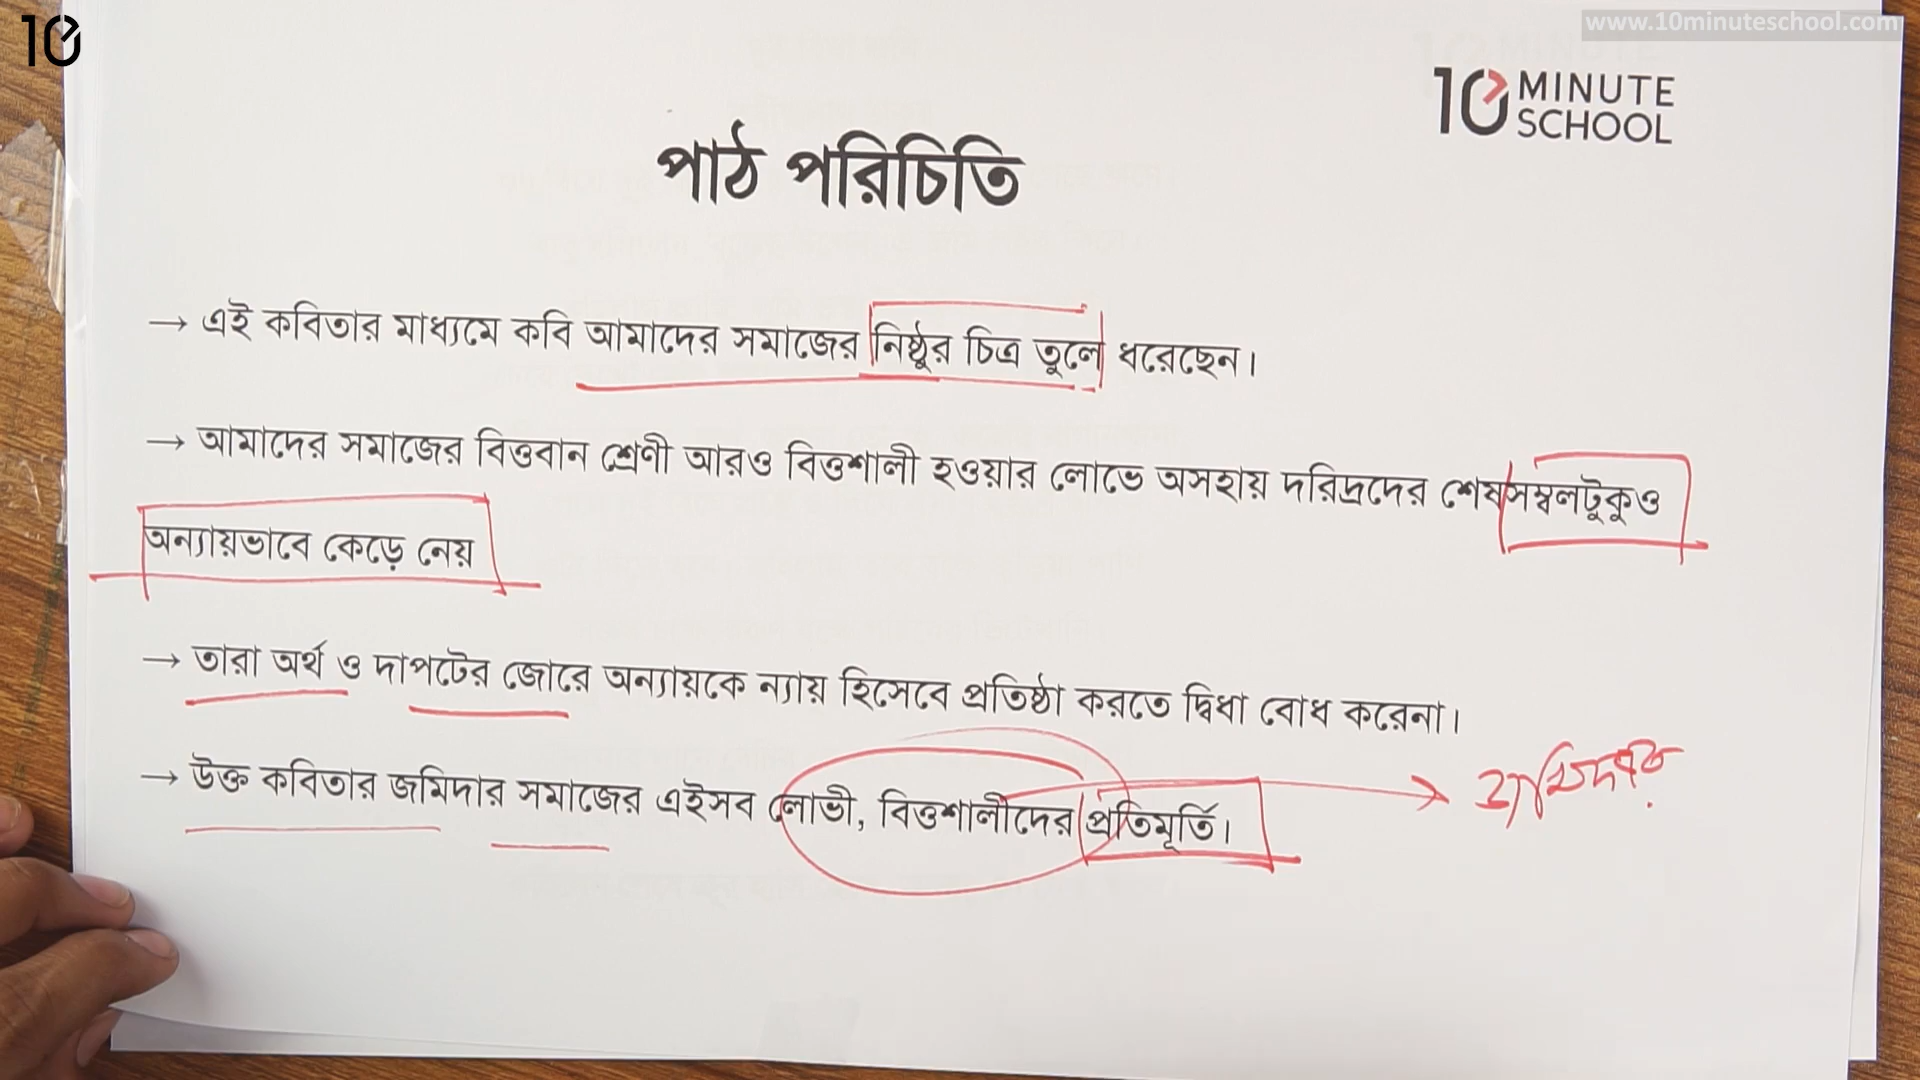 10
www.10minuteschool.com
10 MINUTE
SCHOOL
পাঠ পরিচিতি
→ এই কবিতার মাধ্যমে কবি আমাদের সমাজের নিষ্ঠুর চিত্র তুলে ধরেছেন।
→ আমাদের সমাজের বিত্তবান শ্রেণী আরও বিত্তশালী হওয়ার লোভে অসহায় দরিদ্রদের শেষ সম্বলটুকুও
অন্যায়ভাবে কেড়ে নেয়
→ তারা অর্থ ও দাপটের জোরে অন্যায়কে ন্যায় হিসেবে প্রতিষ্ঠা করতে দ্বিধা বোধ করেনা।
→ উক্ত কবিতার জমিদার সমাজের এইসব লোভী, বিত্তশালীদের প্রতিমূর্তি।